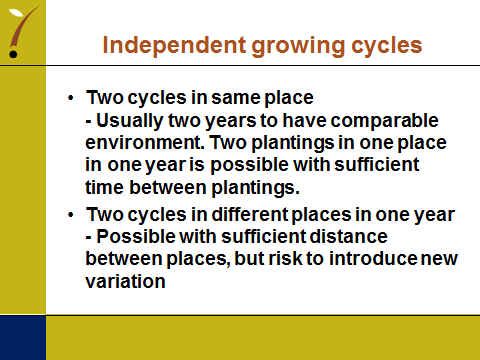 Independent growing cycles
• Two cycles in same place
- Usually two years to have comparable
environment. Two plantings in one place
in one year is possible with sufficient
time between plantings.
• Two cycles in different places in one year
- Possible with sufficient distance
between places, but risk to introduce new
variation